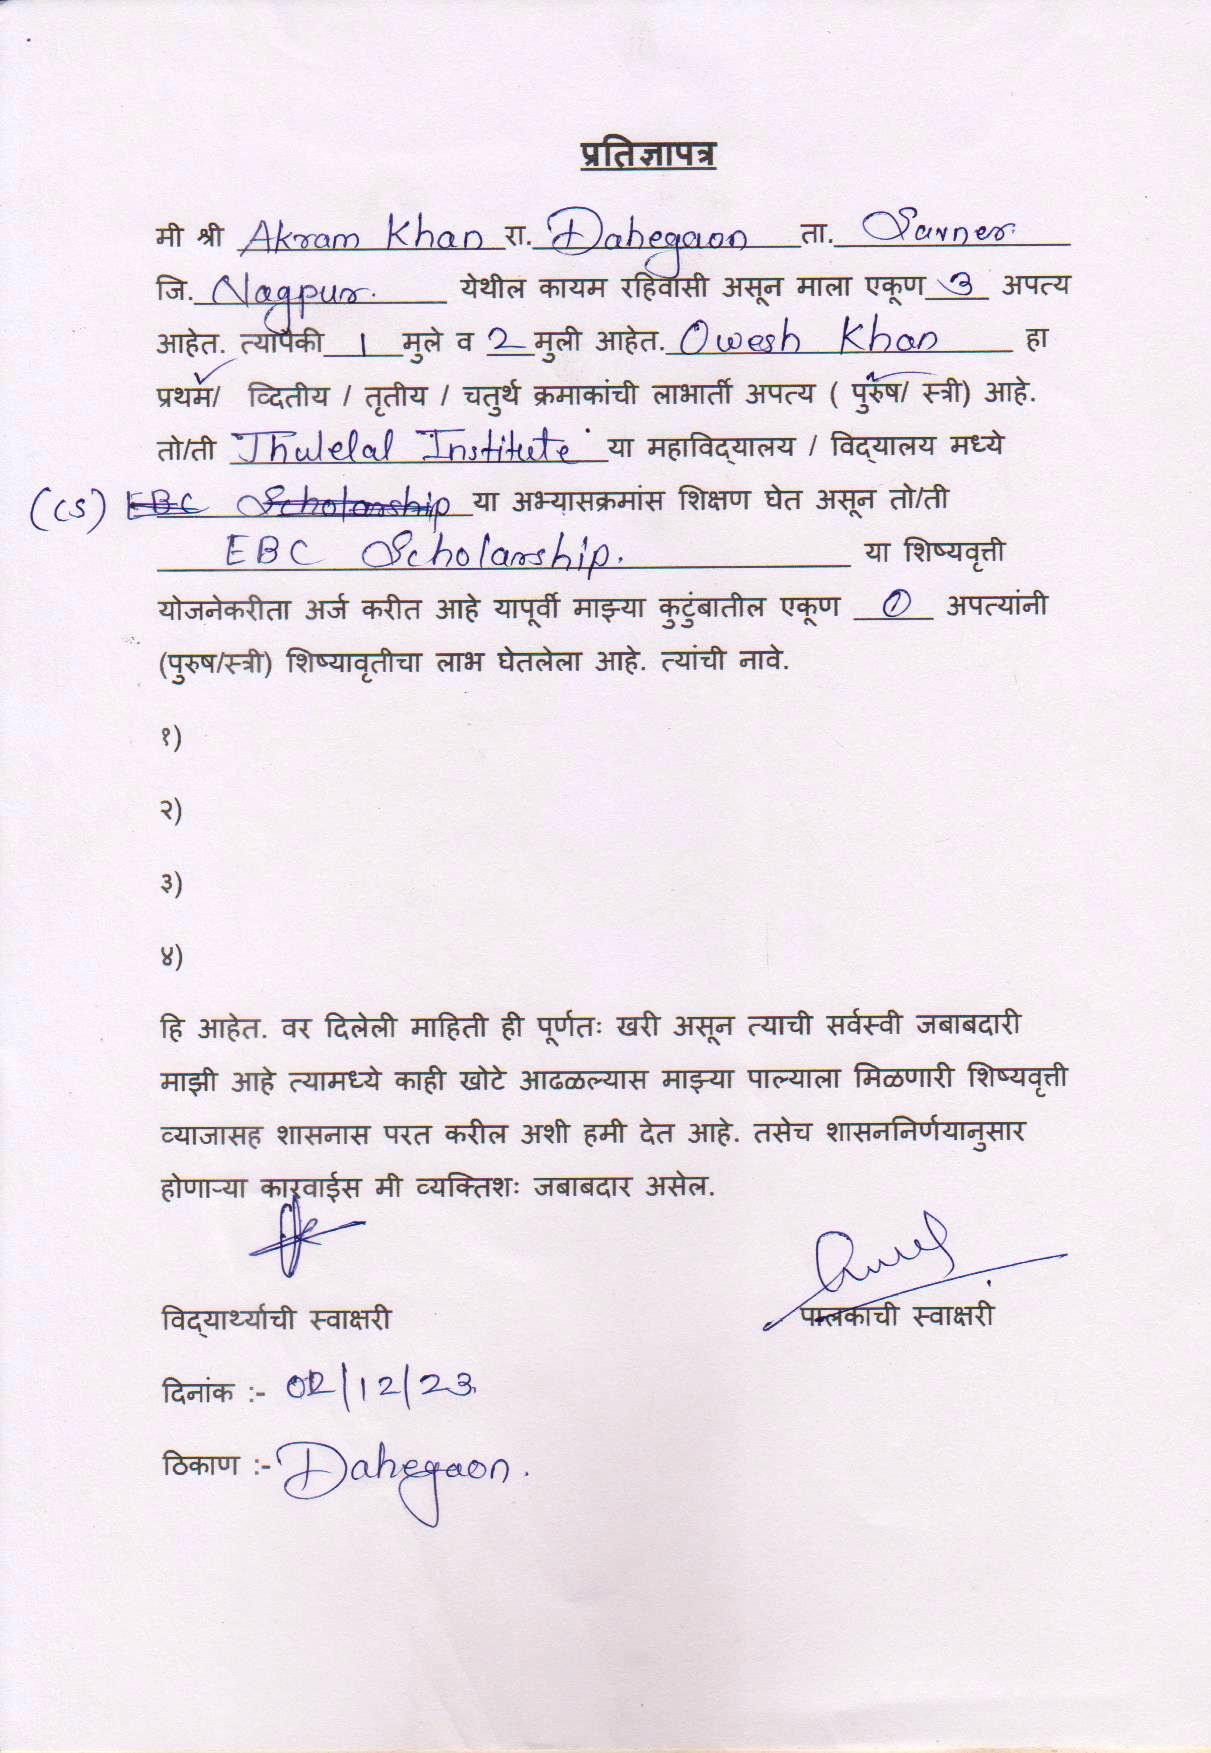 प्रतिज्ञापत्र
मी श्री Akram Khan रा. Dahegaon ता. Savner.
जि. Nagpur. येथील कायम रहिवासी असून माला एकूण 3 अपत्य
आहेत. त्यापैकी 1 मुले व 2 मुली आहेत. Owesh Khan हा
प्रथम/ व्दितीय / तृतीय / चतुर्थ क्रमाकांची लाभार्ती अपत्य ( पुरुष/ स्त्री) आहे.
तो/ती Jhulelal Institute या महाविद्यालय / विद्यालय मध्ये
(CS) EBC Scholarship या अभ्यासक्रमांस शिक्षण घेत असून तो/ती
EBC Scholarship. या शिष्यवृत्ती
योजनेकरीता अर्ज करीत आहे यापूर्वी माझ्या कुटुंबातील एकूण अपत्यांनी
(पुरुष/स्त्री) शिष्यावृतीचा लाभ घेतलेला आहे. त्यांची नावे.
१)
२)
३)
४)
हि आहेत. वर दिलेली माहिती ही पूर्णतः खरी असून त्याची सर्वस्वी जबाबदारी
माझी आहे त्यामध्ये काही खोटे आढळल्यास माझ्या पाल्याला मिळणारी शिष्यवृत्ती
व्याजासह शासनास परत करील अशी हमी देत आहे. तसेच शासननिर्णयानुसार
होणाऱ्या कारवाईस मी व्यक्तिशः जबाबदार असेल.
विद्यार्थ्याची स्वाक्षरी पालकाची स्वाक्षरी
दिनांक :- 02/12/23
ठिकाण :- Dahegaon.